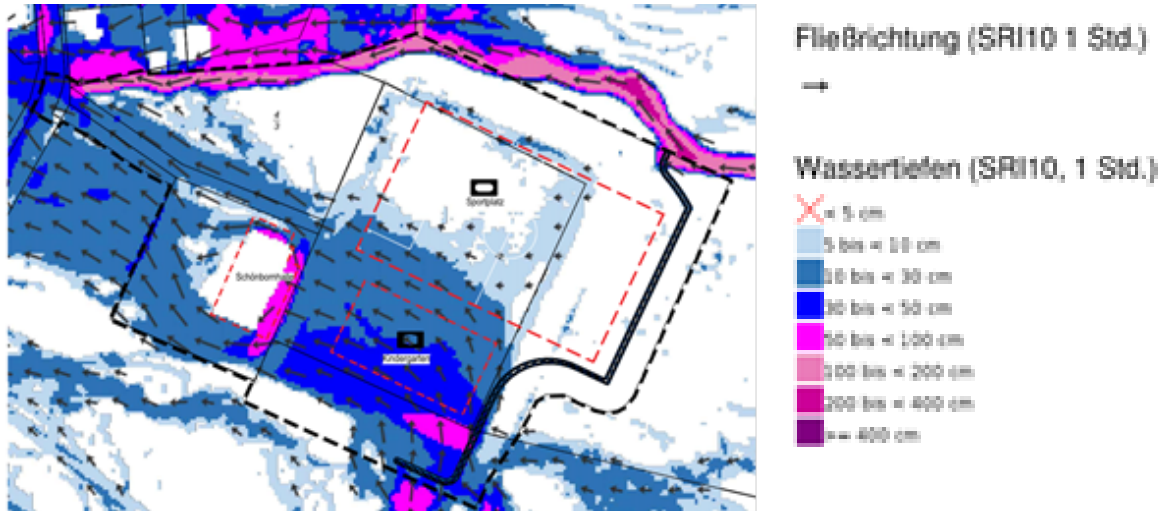 Fließrichtung (SRI10 1 Std.)
Wassertiefen (SRI10, 1 Std.)
< 5 cm
5 bis < 10 cm
10 bis < 30 cm
30 bis < 50 cm
50 bis < 100 cm
100 bis < 200 cm
200 bis < 400 cm
>= 400 cm
4
3
Sportplatz
Kindergarten